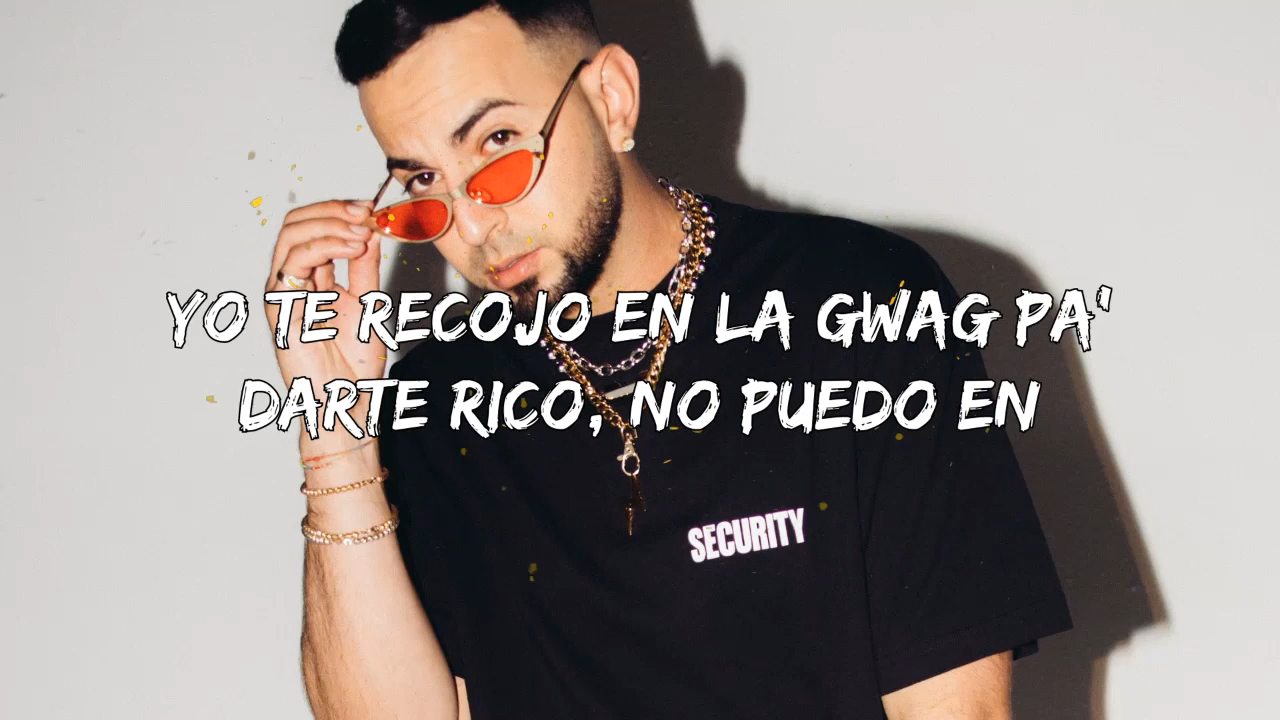 YO TE RECOJO EN LA GWAG PA'
DARTE RICO, NO PUEDO EN
SECURITY